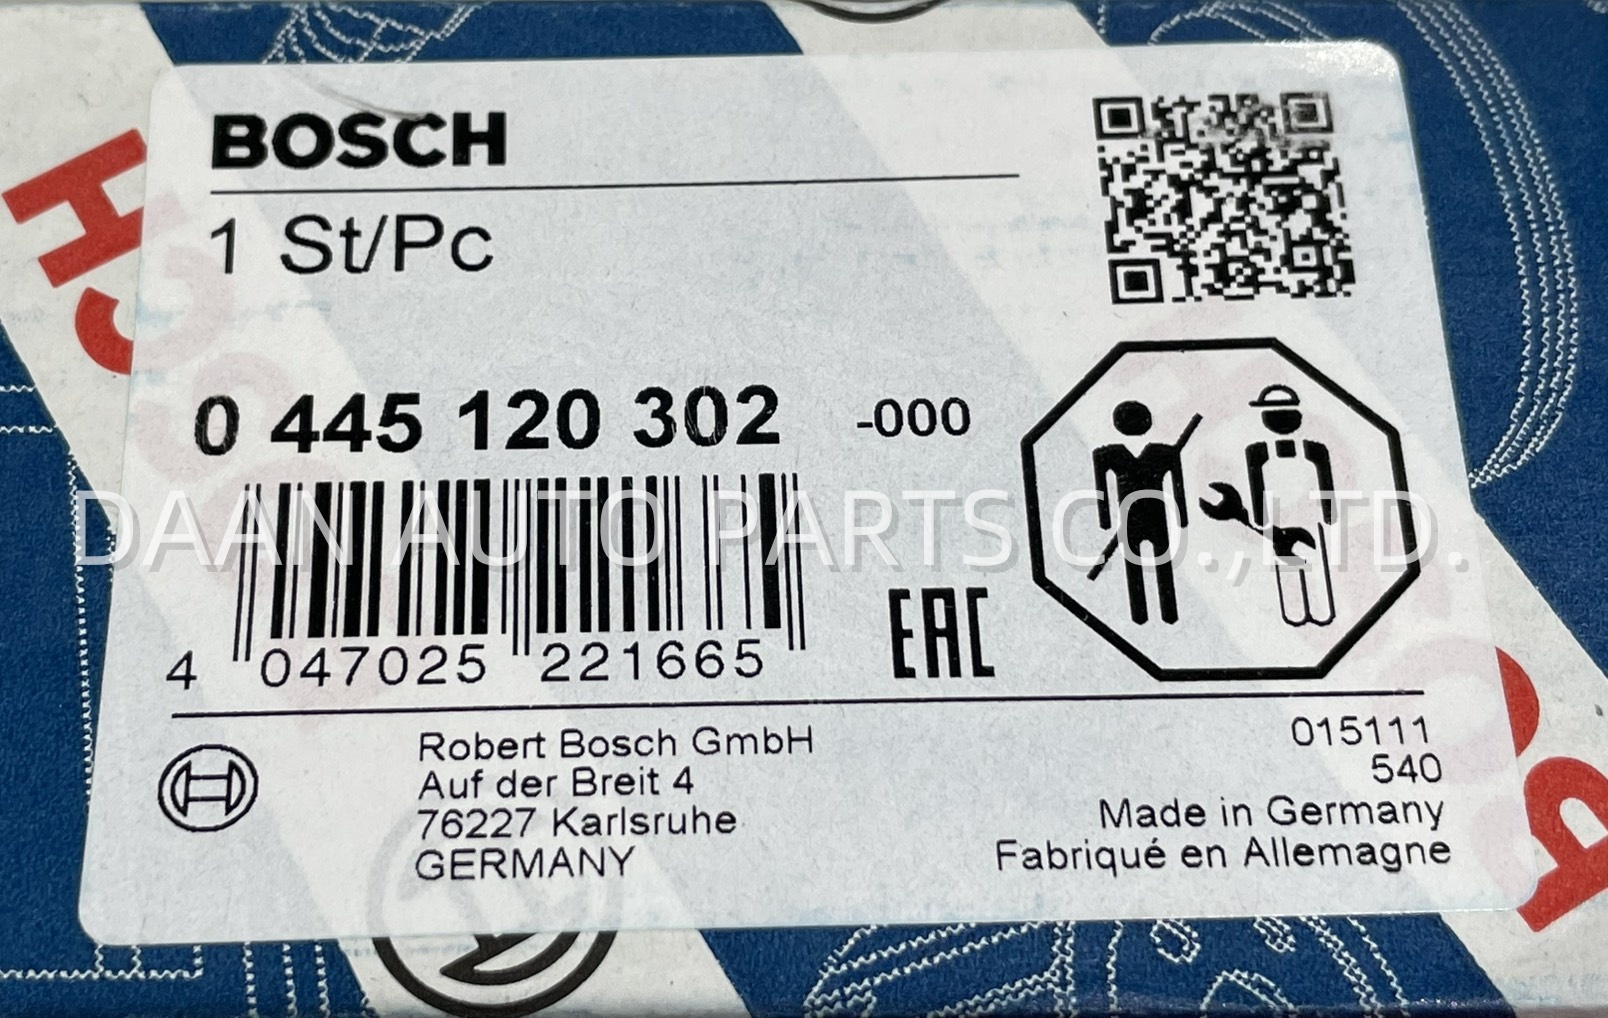 BOSCH
1 St/Pc
0 445 120 302 -000
DAAN AUTO PARTS CO.,LTD.
4 047025 221665
EAC
Robert Bosch GmbH
Auf der Breit 4
76227 Karlsruhe
GERMANY
015111
540
Made in Germany
Fabriqué en Allemagne